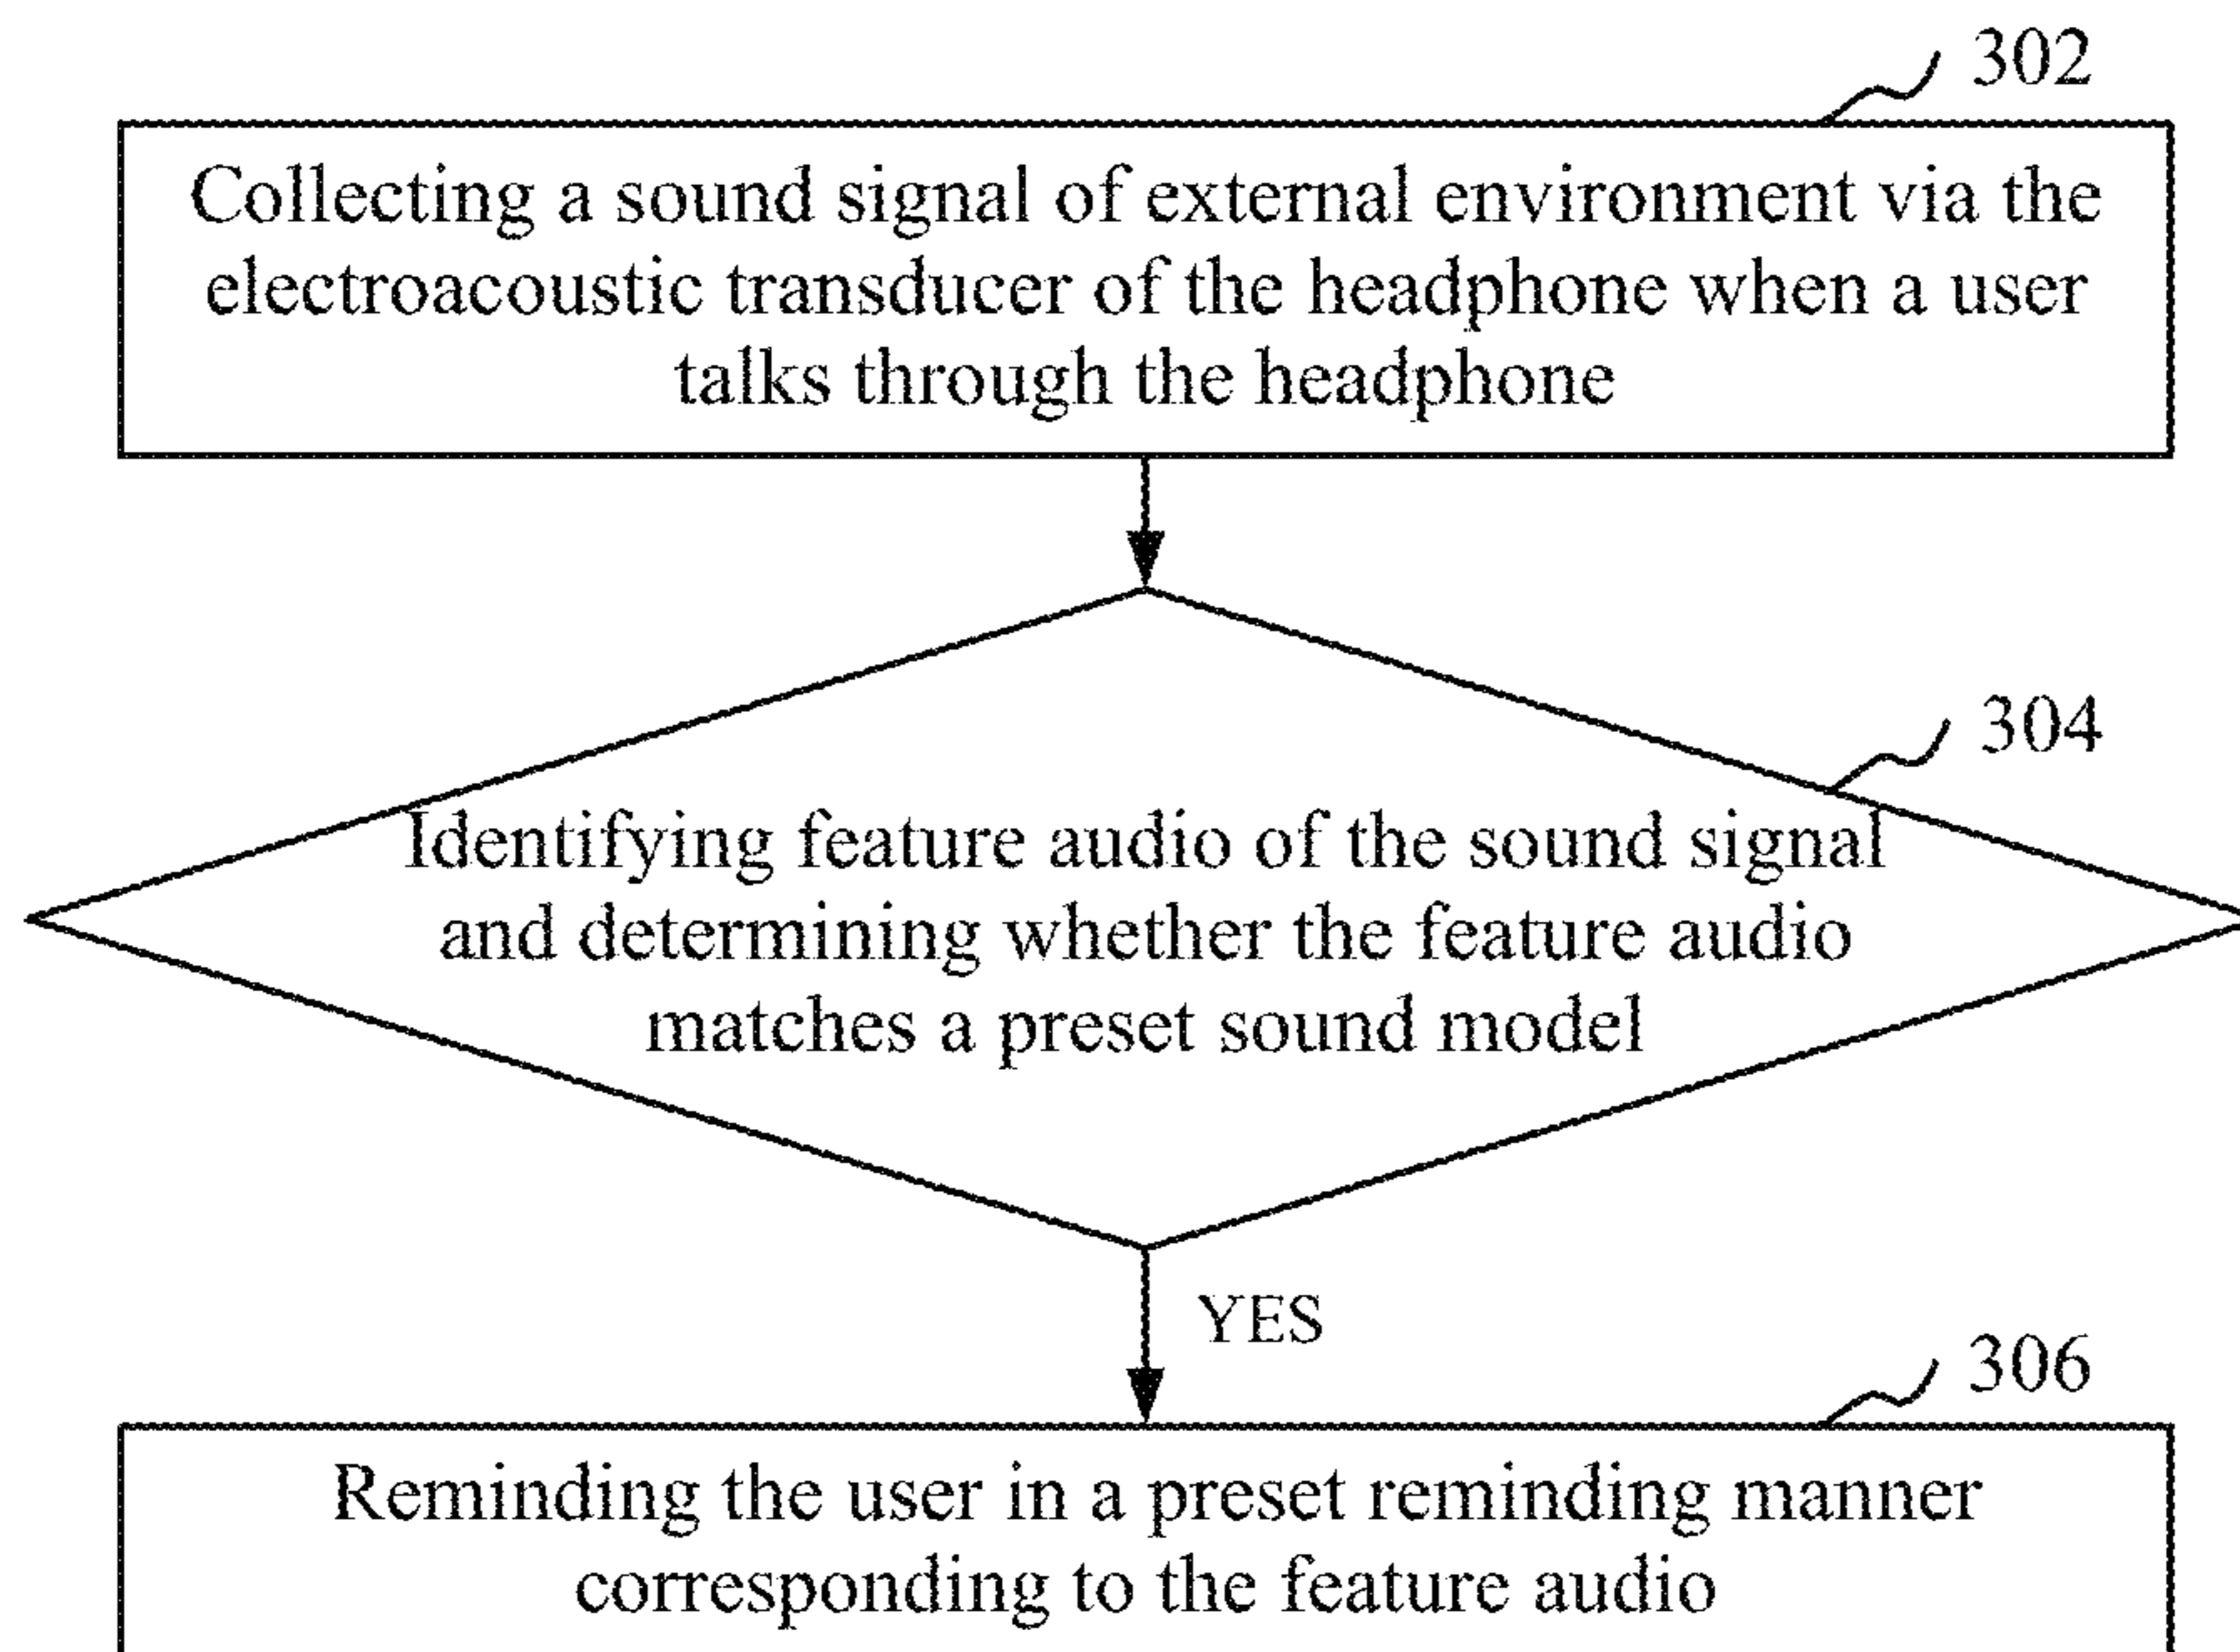 302
Collecting a sound signal of external environment via the
electroacoustic transducer of the headphone when a user
talks through the headphone
304
Identifying feature audio of the sound signal
and determining whether the feature audio
matches a preset sound model
YES
306
Reminding the user in a preset reminding manner
corresponding to the feature audio